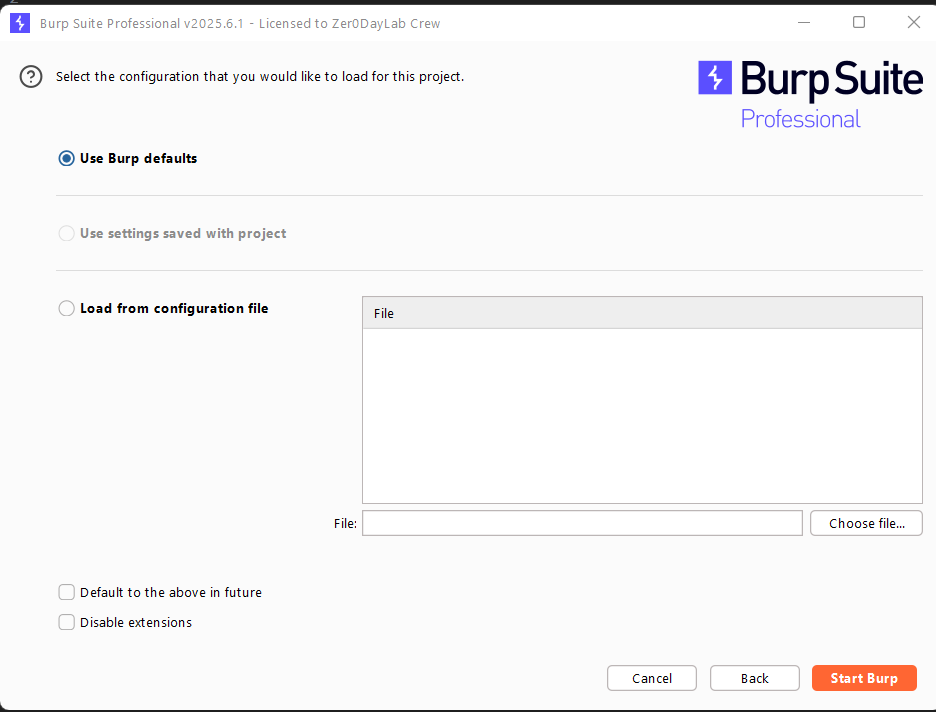 Burp Suite Professional v2025.6.1 - Licensed to Zer0DayLab Crew
Select the configuration that you would like to load for this project.
Burp Suite
Professional
Use Burp defaults
Use settings saved with project
Load from configuration file
File
File:
Choose file...
Default to the above in future
Disable extensions
Cancel
Back
Start Burp